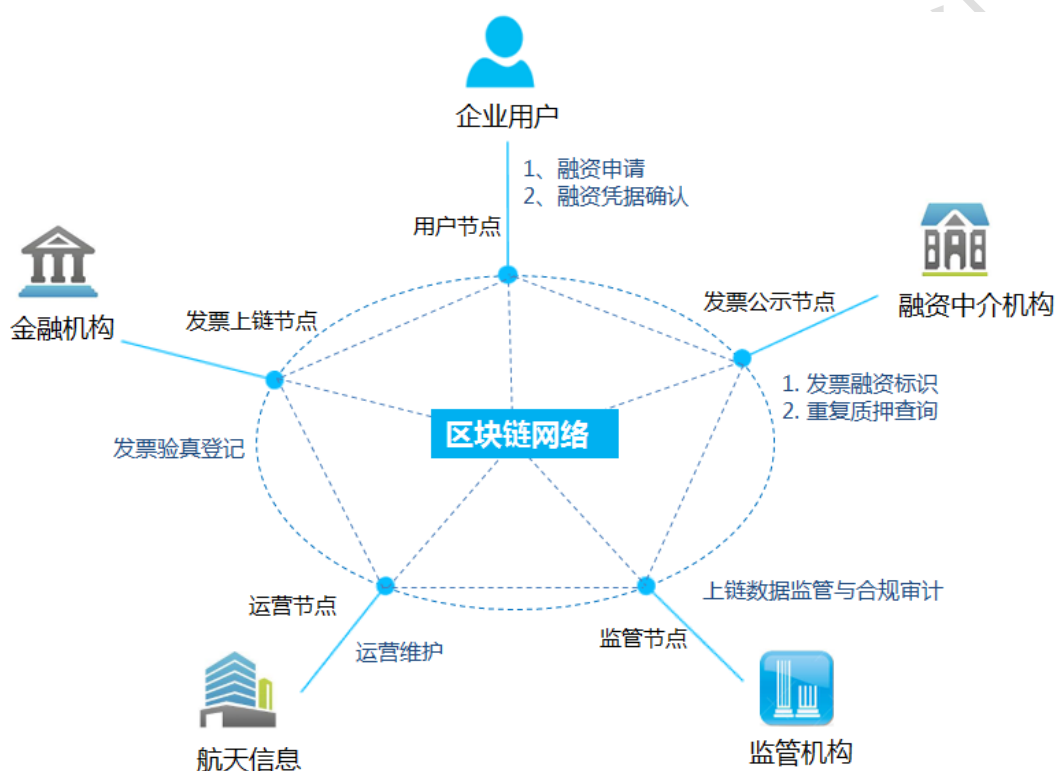 企业用户
1、融资申请
2、融资凭据确认
用户节点
金融机构
发票上链节点
发票公示节点
融资中介机构
1. 发票融资标识
2. 重复质押查询
区块链网络
发票验真登记
运营节点
运营维护
上链数据监管与合规审计
监管节点
航天信息
监管机构